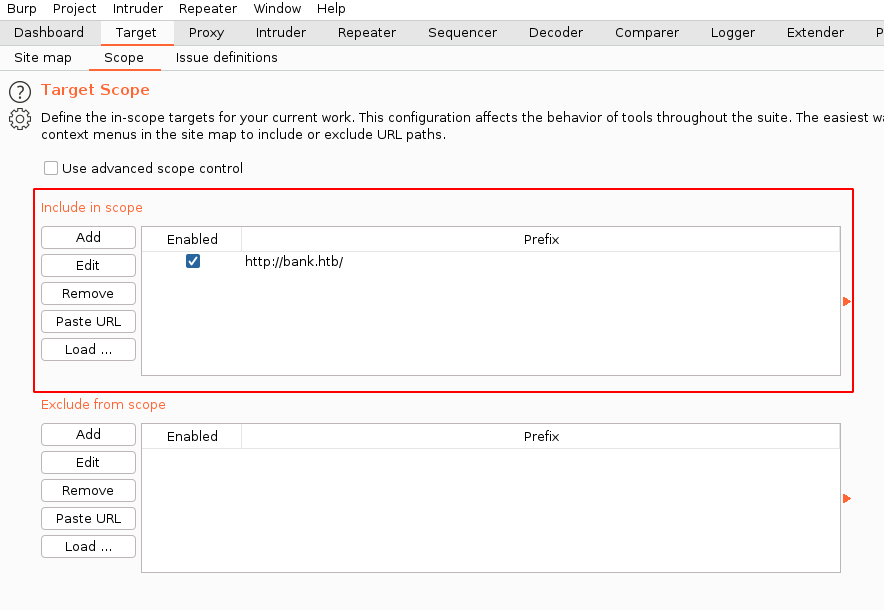 Burp Project Intruder Repeater Window Help
Dashboard Target Proxy Intruder Repeater Sequencer Decoder Comparer Logger Extender P
Site map Scope Issue definitions
? Target Scope
Define the in-scope targets for your current work. This configuration affects the behavior of tools throughout the suite. The easiest wa
context menus in the site map to include or exclude URL paths.
Use advanced scope control
Include in scope
Add
Edit
Remove
Paste URL
Load ...
Enabled Prefix
http://bank.htb/
Exclude from scope
Add
Edit
Remove
Paste URL
Load ...
Enabled Prefix